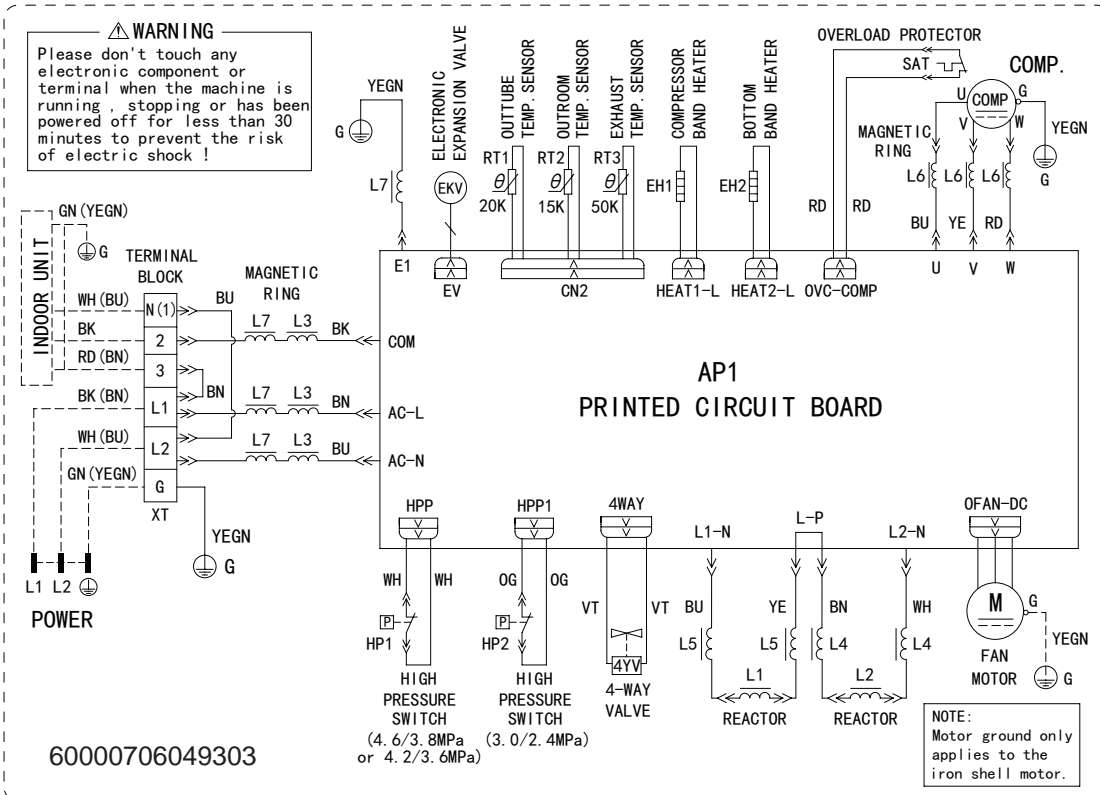 WARNING
Please don't touch any
electronic component or
terminal when the machine is
running , stopping or has been
powered off for less than 30
minutes to prevent the risk
of electric shock !
YEGN
G
L7
E1
ELECTRONIC
EXPANSION VALVE
EKV
EV
OUTTUBE
TEMP. SENSOR
OUTROOM
TEMP. SENSOR
EXHAUST
TEMP. SENSOR
RT1
RT2
RT3
θ
θ
θ
20K
15K
50K
CN2
COMPRESSOR
BAND HEATER
EH1
HEAT1-L
BOTTOM
BAND HEATER
EH2
HEAT2-L
OVERLOAD PROTECTOR
SAT
RD
RD
OVC-COMP
COMP.
COMP
U
V
W
G
YEGN
G
MAGNETIC
RING
L6
L6
L6
BU
YE
RD
U
V
W
INDOOR UNIT
GN(YEGN)
G
TERMINAL
BLOCK
WH(BU)
N(1)
BU
BK
2
RD(BN)
3
BN
BK(BN)
L1
WH(BU)
L2
GN(YEGN)
G
XT
YEGN
G
L1 L2
POWER
MAGNETIC
RING
L7
L3
BK
COM
L7
L3
BN
AC-L
L7
L3
BU
AC-N
AP1
PRINTED CIRCUIT BOARD
HPP
WH
WH
P
HP1
HIGH
PRESSURE
SWITCH
(4.6/3.8MPa
or 4.2/3.6MPa)
HPP1
OG
OG
P
HP2
HIGH
PRESSURE
SWITCH
(3.0/2.4MPa)
4WAY
VT
VT
4YV
4-WAY
VALVE
L1-N
L-P
L2-N
BU
YE
BN
WH
L5
L5
L4
L4
L1
L2
REACTOR
REACTOR
OFAN-DC
M
G
YEGN
G
FAN
MOTOR
NOTE:
Motor ground only
applies to the
iron shell motor.
60000706049303